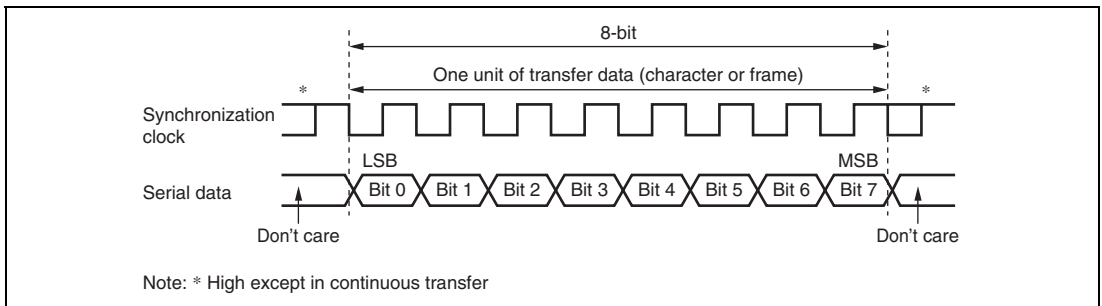 8-bit
One unit of transfer data (character or frame)
*
*
Synchronization
clock
LSB
MSB
Serial data
Bit 0
Bit 1
Bit 2
Bit 3
Bit 4
Bit 5
Bit 6
Bit 7
Don't care
Don't care
Note: * High except in continuous transfer